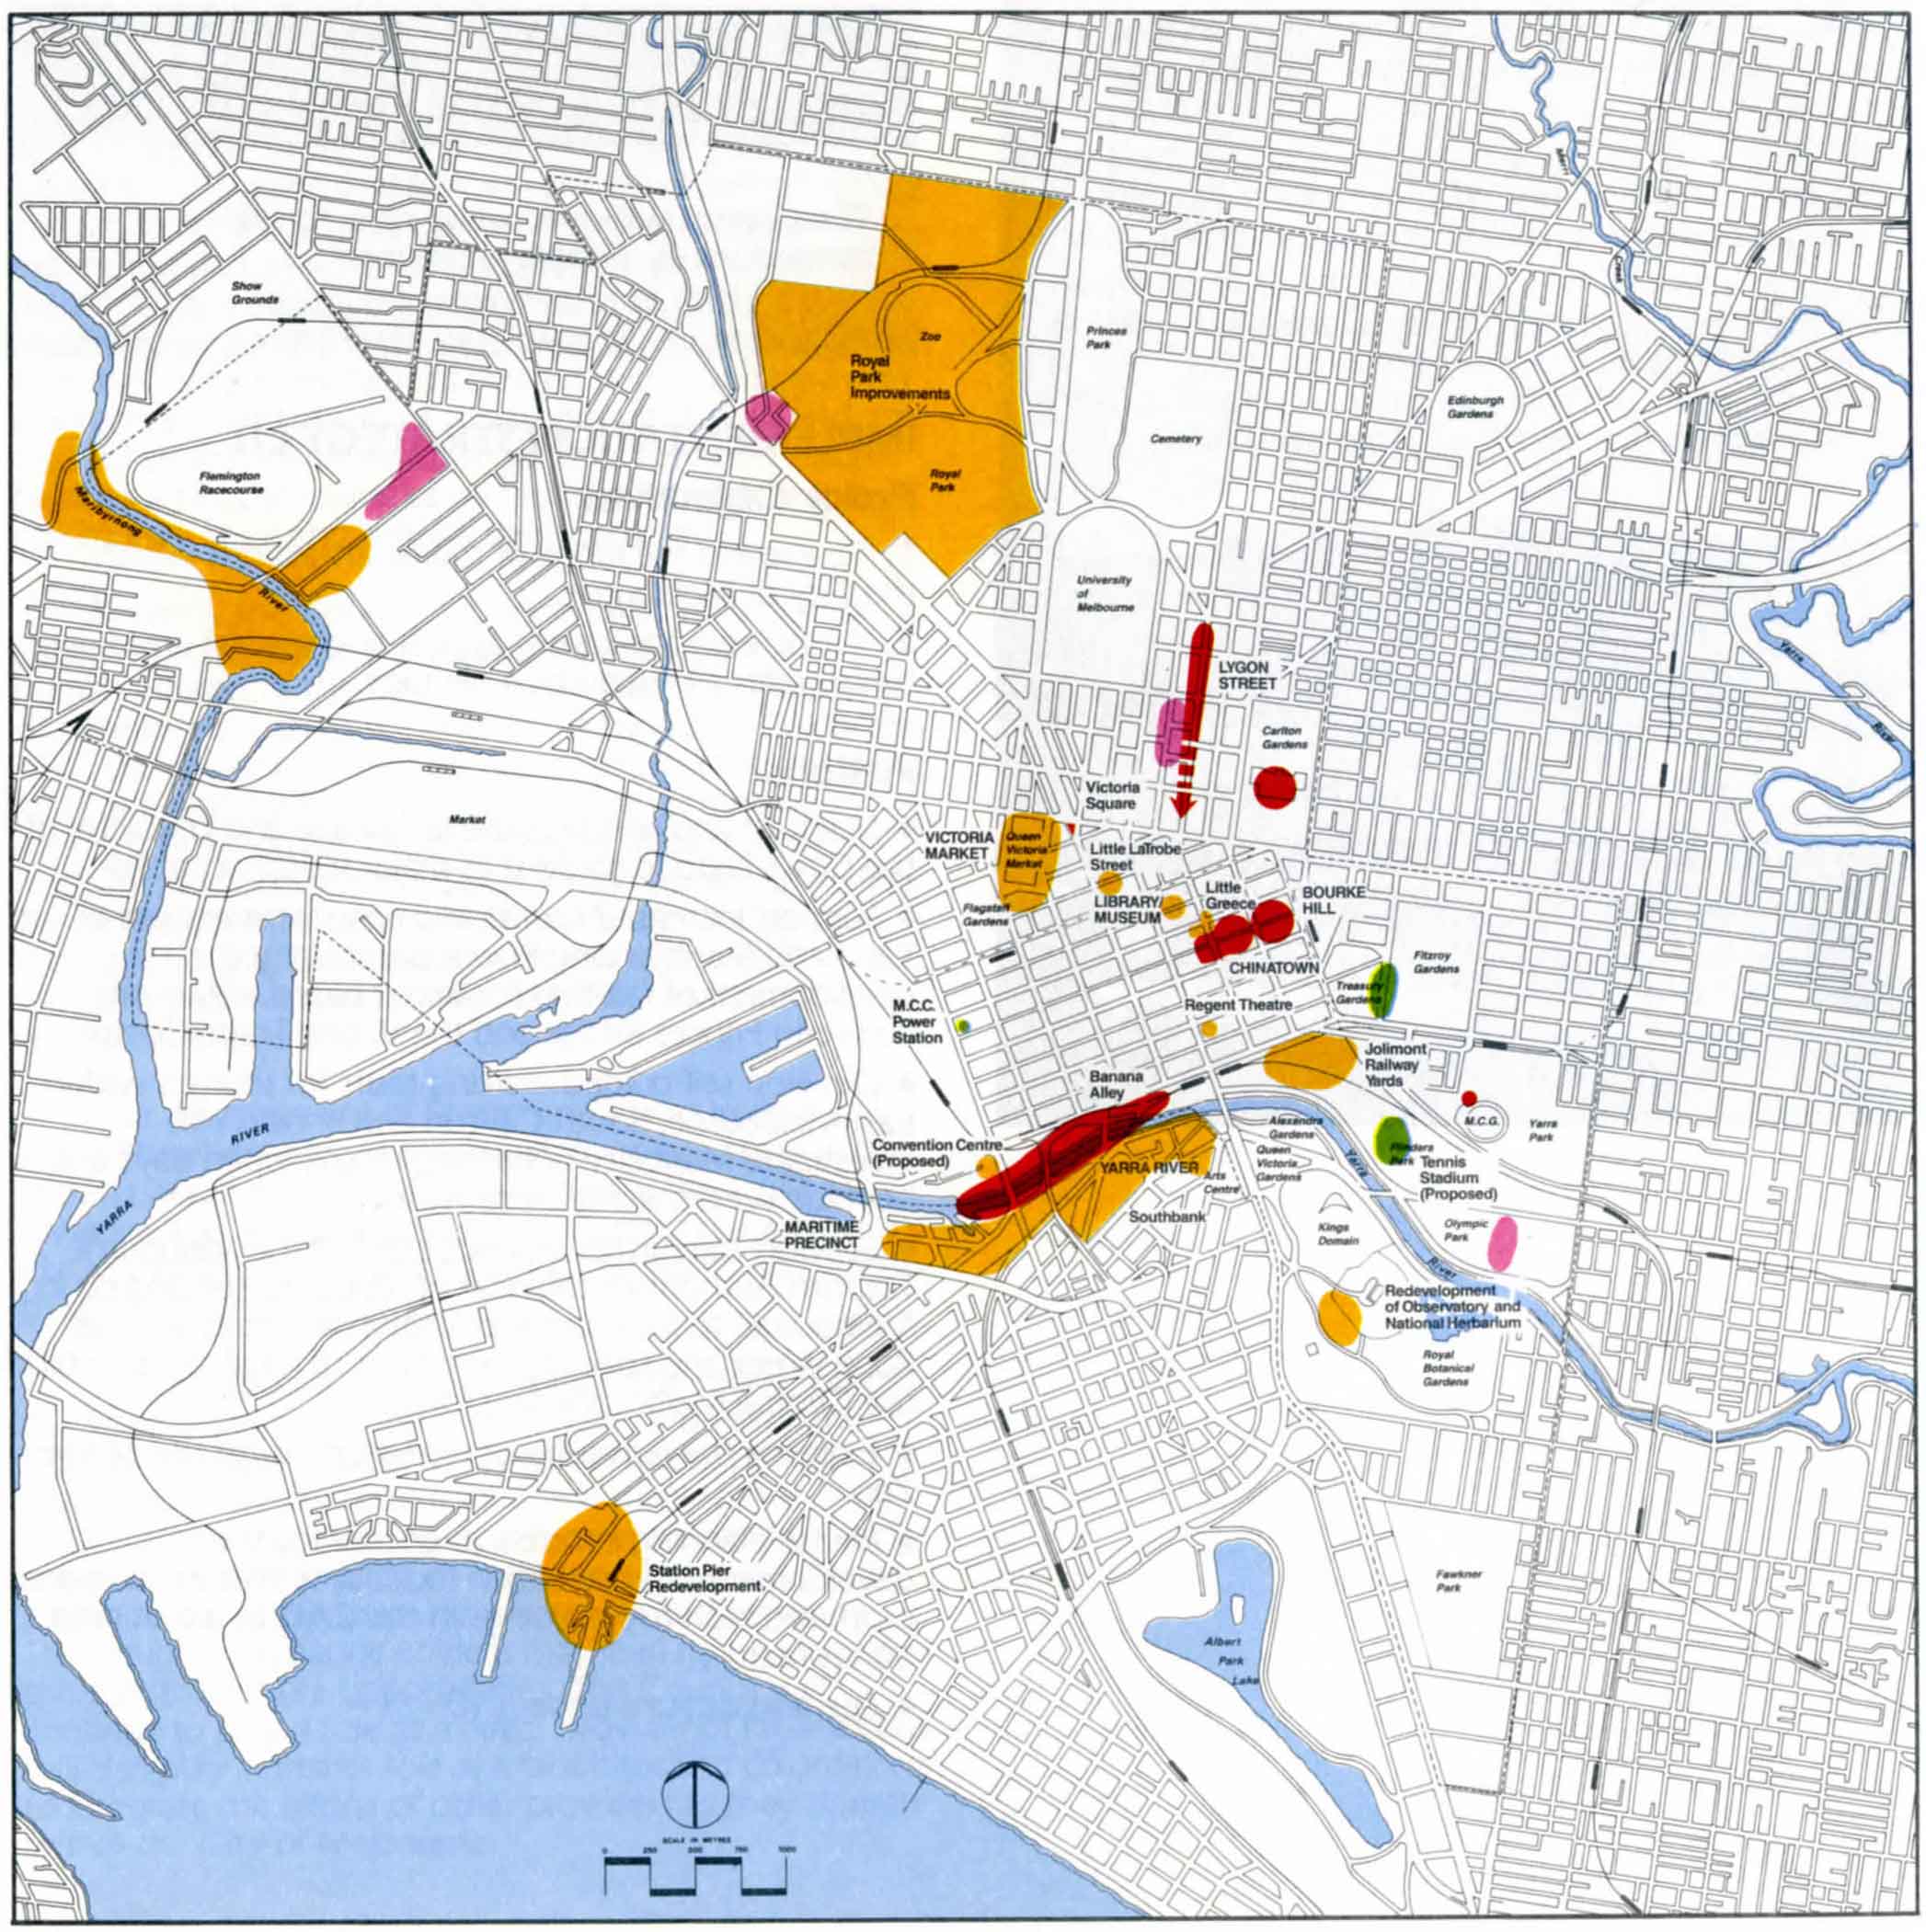 Merri
Creek
Show
Grounds
Zoo
Royal
Park
Improvements
Princes
Park
Edinburgh
Gardens
Cemetery
Flemington
Racecourse
Royal
Park
Maribyrnong
River
University
of
Melbourne
Yarra
River
LYGON
STREET
Carlton
Gardens
Victoria
Square
Market
VICTORIA
MARKET
Queen
Victoria
Market
Little LaTrobe
Street
Flagstaff
Gardens
LIBRARY/
MUSEUM
Little
Greece
BOURKE
HILL
CHINATOWN
Fitzroy
Gardens
Treasury
Gardens
M.C.C.
Power
Station
Regent Theatre
Jolimont
Railway
Yards
Banana
Alley
M.C.G.
Yarra
Park
Alexandra
Gardens
Queen
Victoria
Gardens
RIVER
YARRA
Convention Centre
(Proposed)
YARRA RIVER
Arts
Centre
Yarra
River
Flinders
Park
Tennis
Stadium
(Proposed)
Southbank
MARITIME
PRECINCT
Kings
Domain
Olympic
Park
Redevelopment
of Observatory and
National Herbarium
Royal
Botanical
Gardens
Station Pier
Redevelopment
Fawkner
Park
Albert
Park
Lake
SCALE IN METRES
0 250 500 750 1000